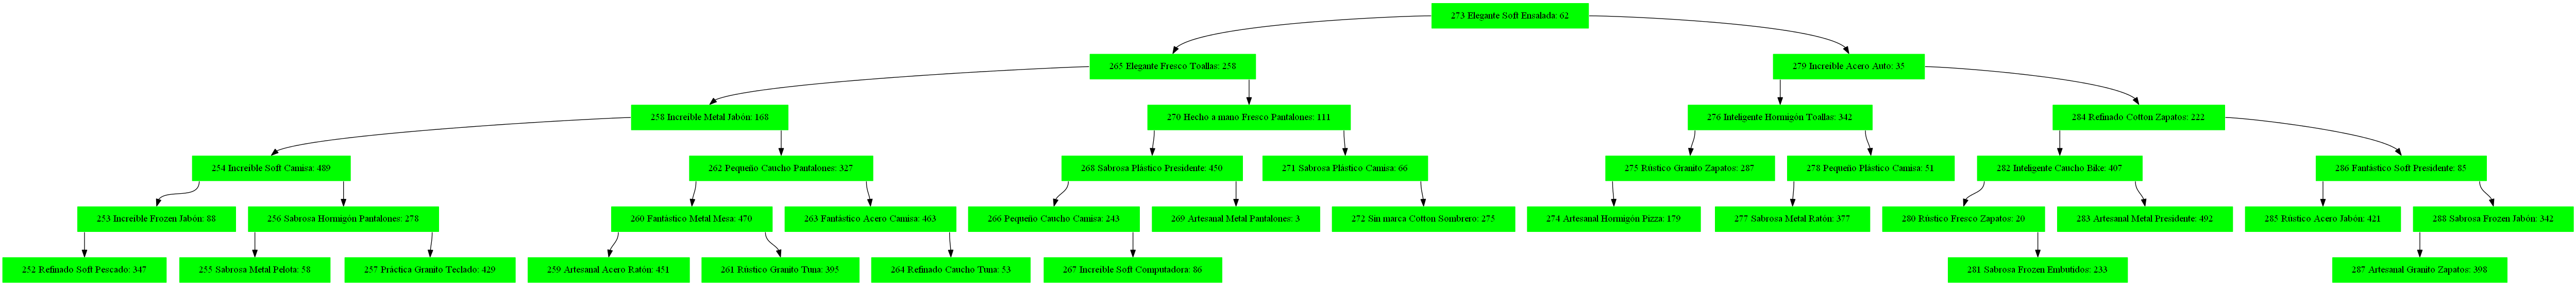 273 Elegante Soft Ensalada: 62
265 Elegante Fresco Toallas: 258
279 Increíble Acero Auto: 35
258 Increíble Metal Jabón: 168
270 Hecho a mano Fresco Pantalones: 111
276 Inteligente Hormigón Toallas: 342
284 Refinado Cotton Zapatos: 222
254 Increíble Soft Camisa: 489
262 Pequeño Caucho Pantalones: 327
268 Sabrosa Plástico Presidente: 450
271 Sabrosa Plástico Camisa: 66
275 Rústico Granito Zapatos: 287
278 Pequeño Plástico Camisa: 51
282 Inteligente Caucho Bike: 407
286 Fantástico Soft Presidente: 85
253 Increíble Frozen Jabón: 88
256 Sabrosa Hormigón Pantalones: 278
260 Fantástico Metal Mesa: 470
263 Fantástico Acero Camisa: 463
266 Pequeño Caucho Camisa: 243
269 Artesanal Metal Pantalones: 3
272 Sin marca Cotton Sombrero: 275
274 Artesanal Hormigón Pizza: 179
277 Sabrosa Metal Ratón: 377
280 Rústico Fresco Zapatos: 20
283 Artesanal Metal Presidente: 492
285 Rústico Acero Jabón: 421
288 Sabrosa Frozen Jabón: 342
252 Refinado Soft Pescado: 347
255 Sabrosa Metal Pelota: 58
257 Práctica Granito Teclado: 429
259 Artesanal Acero Ratón: 451
261 Rústico Granito Tuna: 395
264 Refinado Caucho Tuna: 53
267 Increíble Soft Computadora: 86
281 Sabrosa Frozen Embutidos: 233
287 Artesanal Granito Zapatos: 398